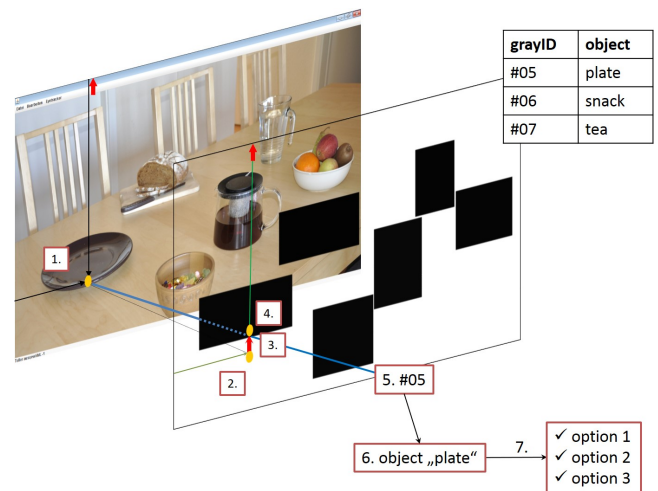 grayID object
#05 plate
#06 snack
#07 tea
1.
4.
3.
2.
5. #05
6. object „plate“
7.
✓ option 1
✓ option 2
✓ option 3